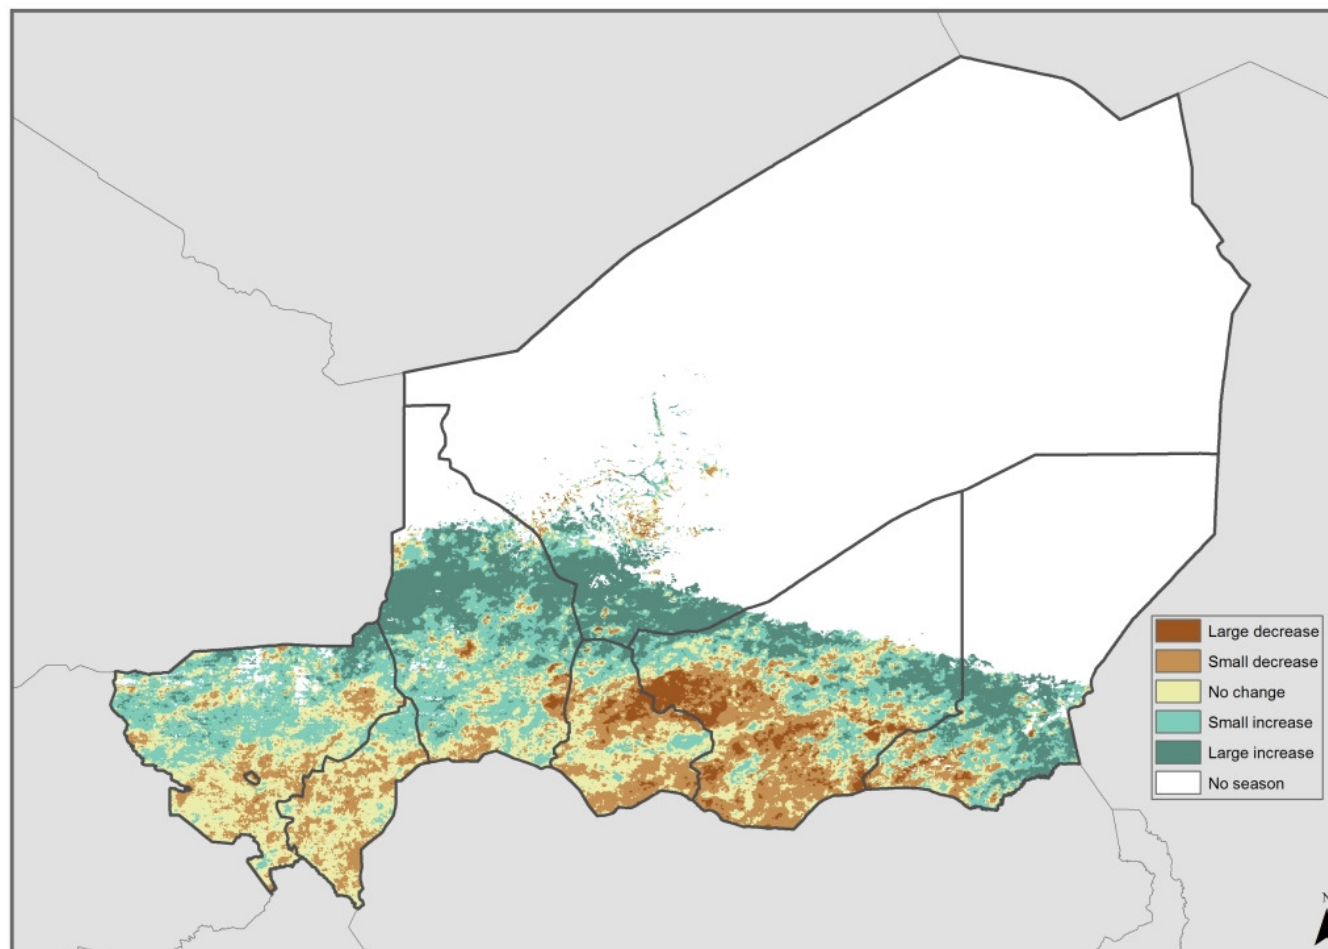 Large decrease
Small decrease
No change
Small increase
Large increase
No season
N